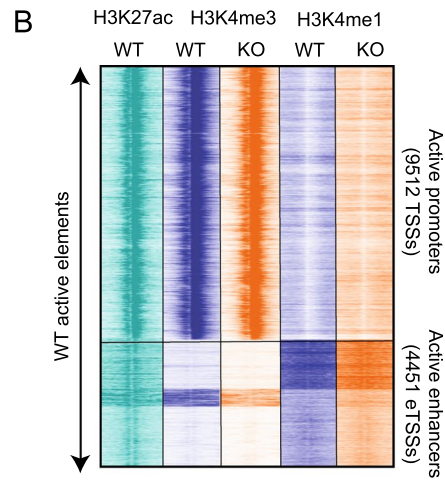 B
H3K27ac H3K4me3 H3K4me1
WT WT KO WT KO
WT active elements
Active promoters
(9512 TSSs)
Active enhancers
(4451 eTSSs)